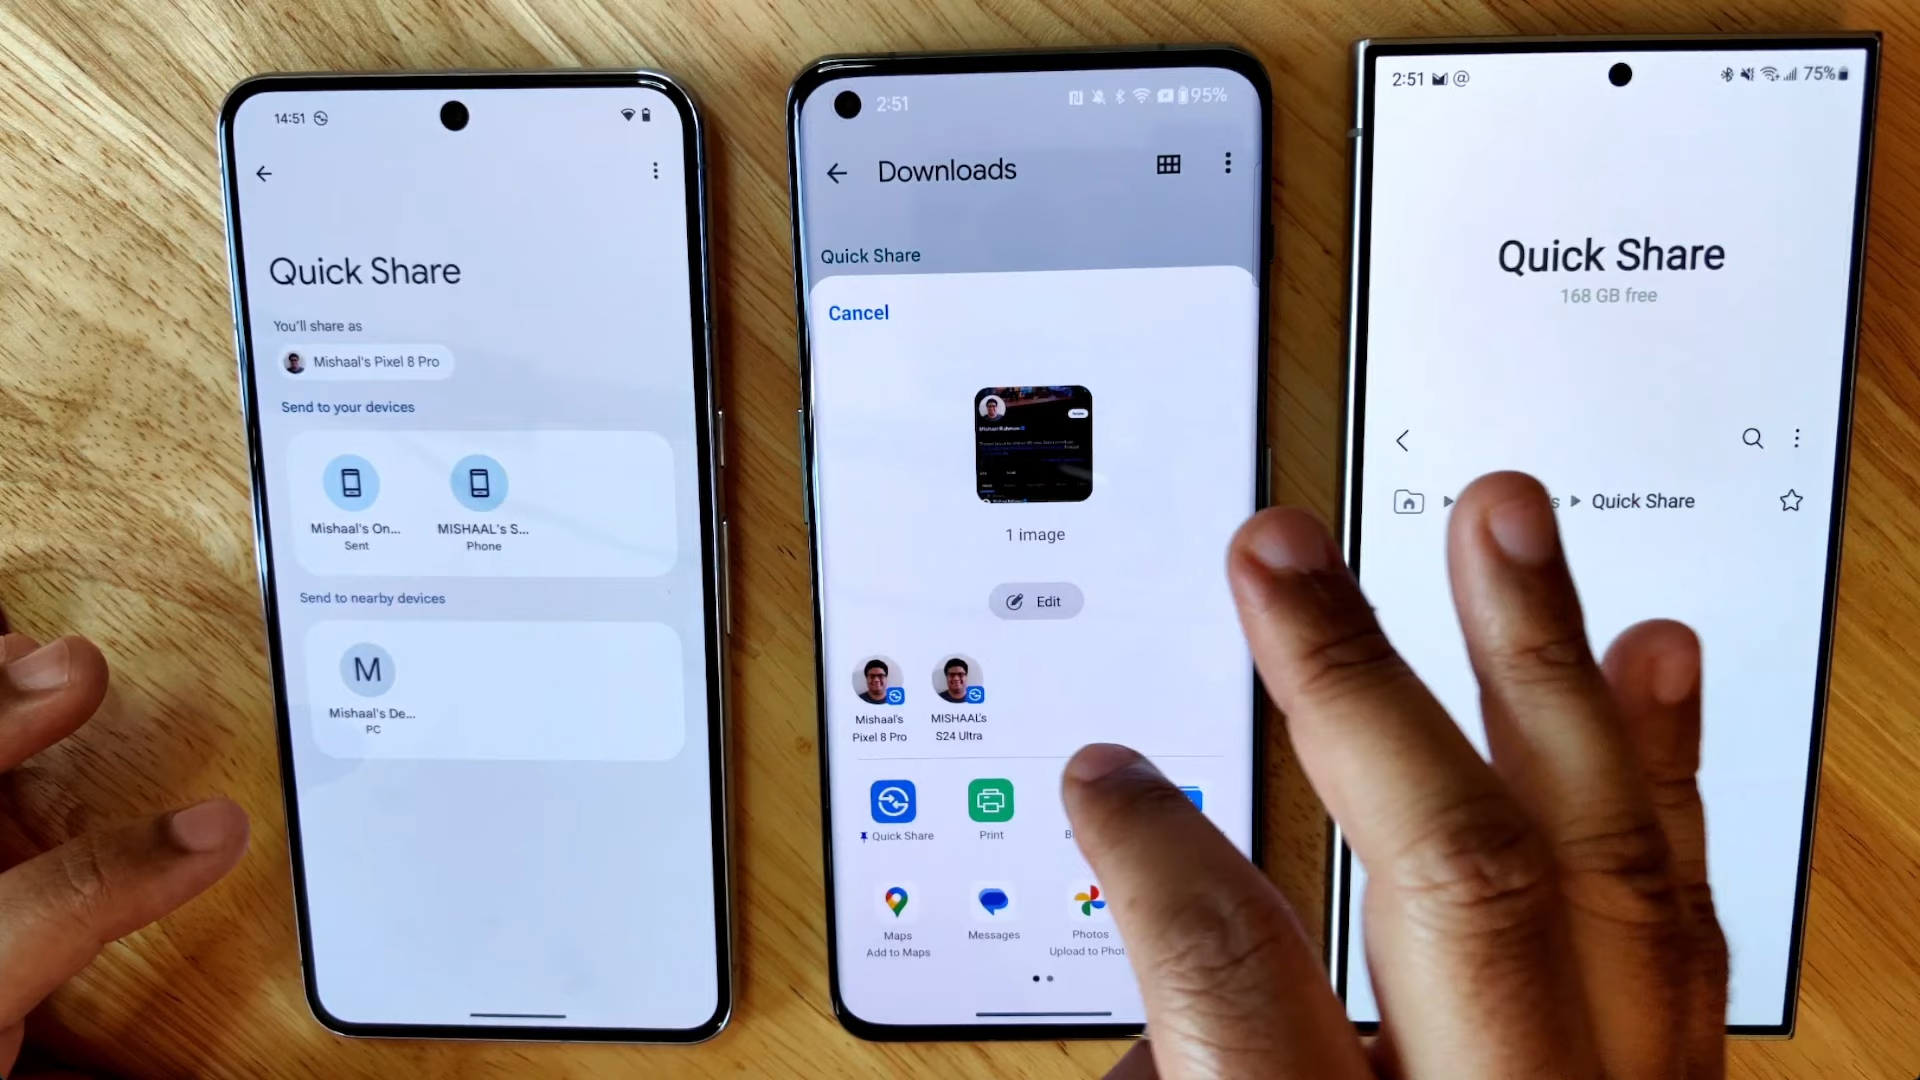 14:51
Quick Share
You'll share as
Mishaal's Pixel 8 Pro
Send to your devices
Mishaal's On...
Sent
MISHAAL's S...
Phone
Send to nearby devices
M
Mishaal's De...
PC
2:51
95%
Downloads
Quick Share
Cancel
1 image
Edit
Mishaal's
Pixel 8 Pro
MISHAAL's
S24 Ultra
Quick Share
Print
Maps
Add to Maps
Messages
Photos
Upload to Phot
2:51
75%
Quick Share
168 GB free
Quick Share